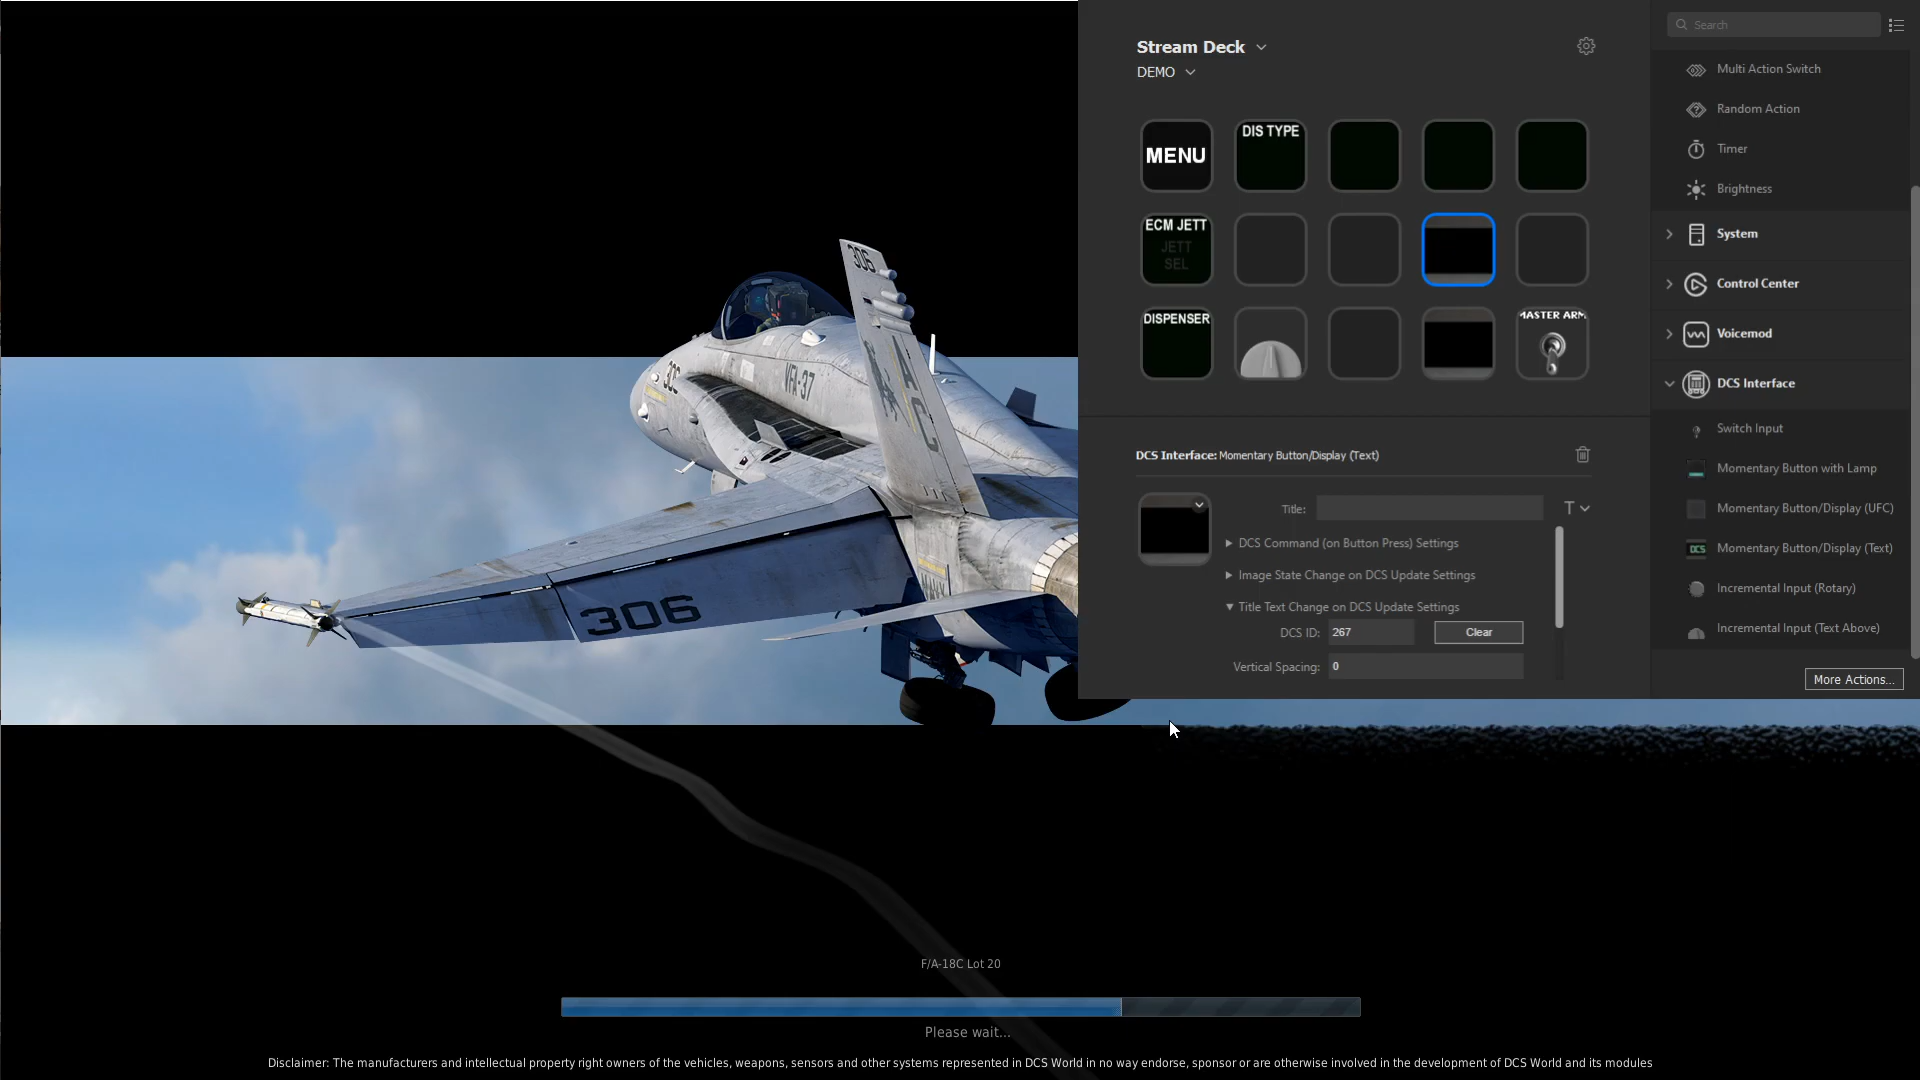 Stream Deck
DEMO
MENU
DIS TYPE
ECM JETT
JETT
SEL
DISPENSER
MASTER ARM
DCS Interface: Momentary Button/Display (Text)
Title:
T
DCS Command (on Button Press) Settings
Image State Change on DCS Update Settings
Title Text Change on DCS Update Settings
DCS ID: 267 Clear
Vertical Spacing: 0
Search
Multi Action Switch
Random Action
Timer
Brightness
System
Control Center
Voicemod
DCS Interface
Switch Input
Momentary Button with Lamp
Momentary Button/Display (UFC)
DCS
Momentary Button/Display (Text)
Incremental Input (Rotary)
Incremental Input (Text Above)
More Actions...
306
VFA-37
A
C
NAVY
306
F/A-18C Lot 20
Please wait...
Disclaimer: The manufacturers and intellectual property right owners of the vehicles, weapons, sensors and other systems represented in DCS World in no way endorse, sponsor or are otherwise involved in the development of DCS World and its modules